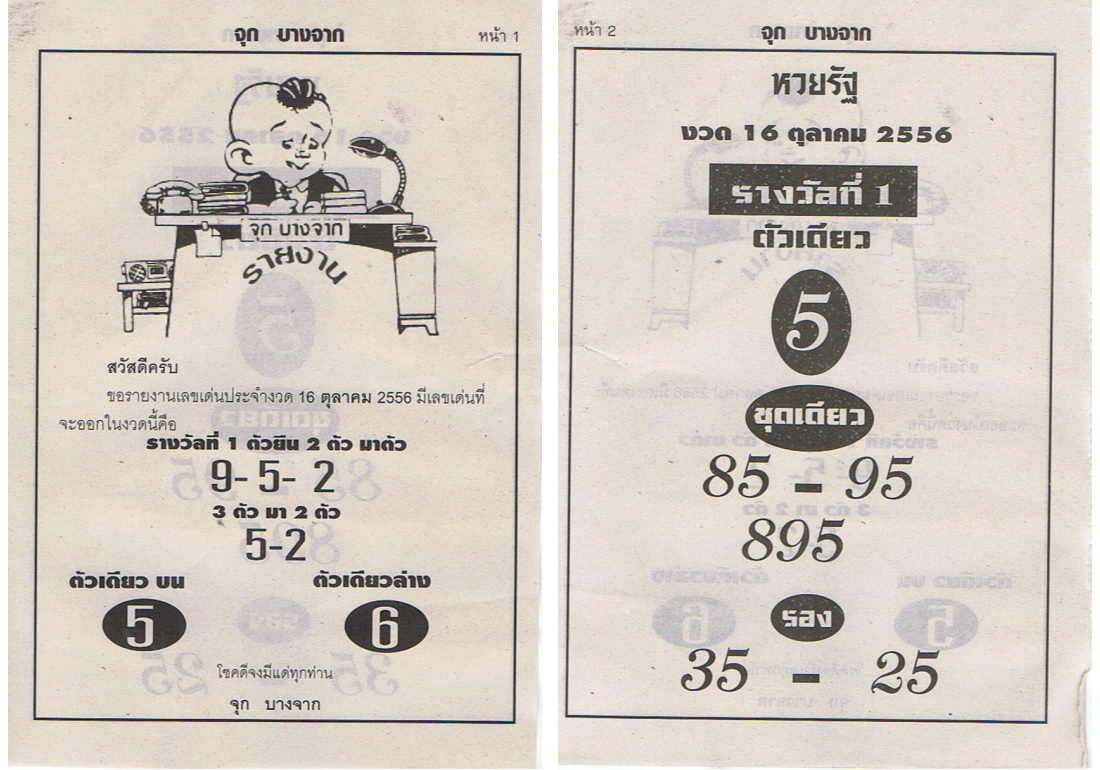 จุก บางจาก
หน้า 1
จุก บางจาก
รายงาน
สวัสดีครับ
ขอรายงานเลขเด่นประจำงวด 16 ตุลาคม 2556 มีเลขเด่นที่
จะออกในงวดนี้คือ
รางวัลที่ 1 ตัวยืน 2 ตัว มาตัว
9- 5- 2
3 ตัว มา 2 ตัว
5-2
ตัวเดียว บน ตัวเดียวล่าง
5 6
โชคดีจงมีแด่ทุกท่าน
จุก บางจาก
หน้า 2
จุก บางจาก
หวยรัฐ
งวด 16 ตุลาคม 2556
รางวัลที่ 1
ตัวเดียว
5
ชุดเดียว
85 - 95
895
รอง
35 - 25